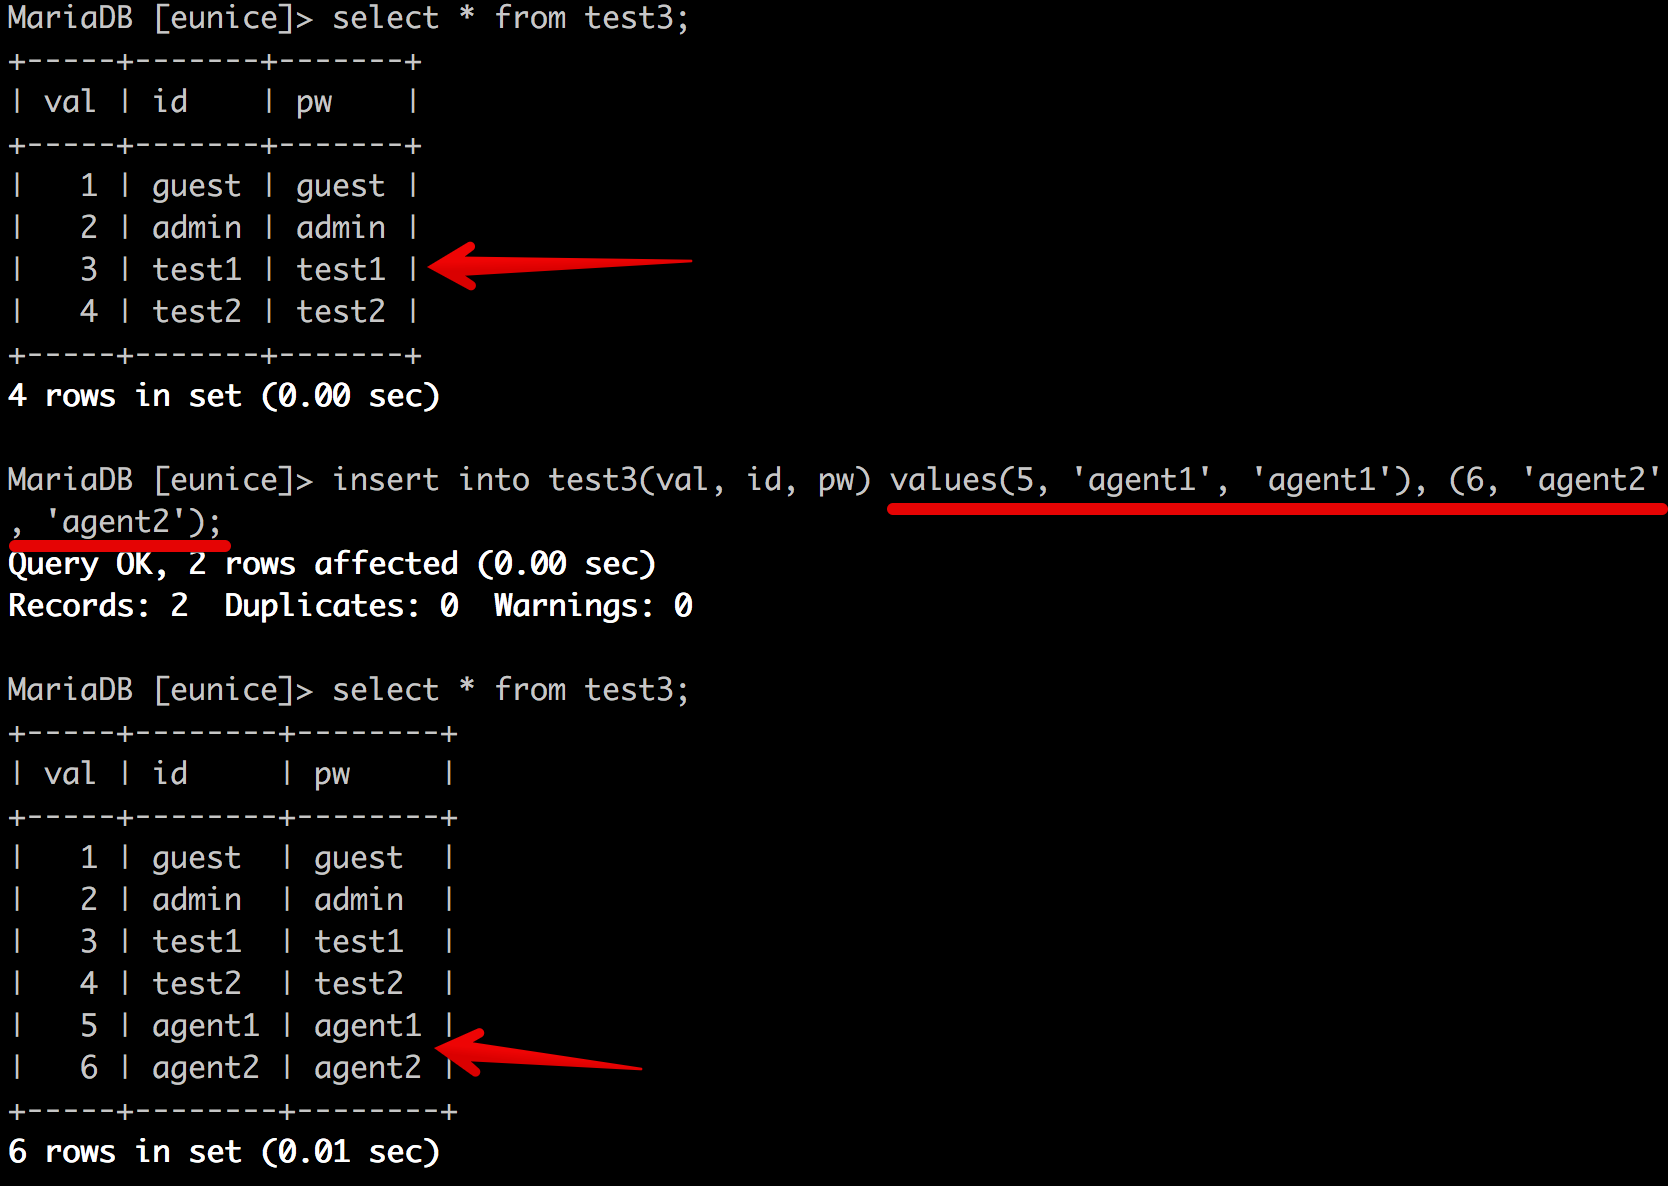 MariaDB [eunice]> select * from test3;
+-----+-------+-------+
| val | id    | pw    |
+-----+-------+-------+
|   1 | guest | guest |
|   2 | admin | admin |
|   3 | test1 | test1 |
|   4 | test2 | test2 |
+-----+-------+-------+
4 rows in set (0.00 sec)

MariaDB [eunice]> insert into test3(val, id, pw) values(5, 'agent1', 'agent1'), (6, 'agent2'
, 'agent2');
Query OK, 2 rows affected (0.00 sec)
Records: 2  Duplicates: 0  Warnings: 0

MariaDB [eunice]> select * from test3;
+-----+--------+--------+
| val | id     | pw     |
+-----+--------+--------+
|   1 | guest  | guest  |
|   2 | admin  | admin  |
|   3 | test1  | test1  |
|   4 | test2  | test2  |
|   5 | agent1 | agent1 |
|   6 | agent2 | agent2 |
+-----+--------+--------+
6 rows in set (0.01 sec)